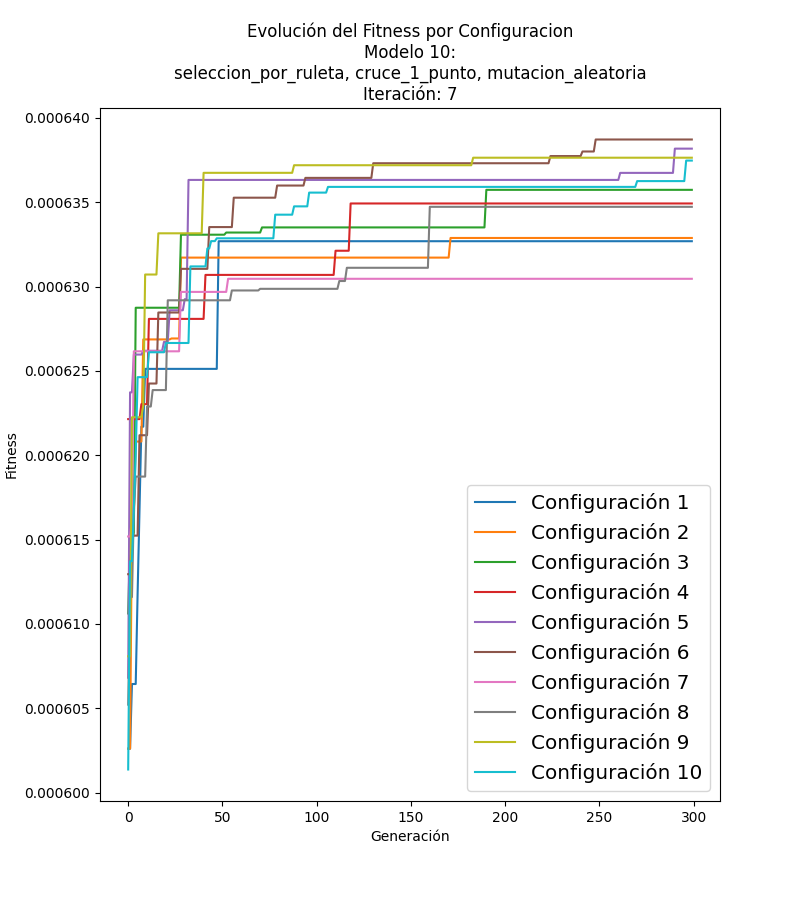 Evolución del Fitness por Configuracion
Modelo 10:
seleccion_por_ruleta, cruce_1_punto, mutacion_aleatoria
Iteración: 7
0.000640
0.000635
0.000630
0.000625
0.000620
0.000615
0.000610
0.000605
0.000600
Fitness
0 50 100 150 200 250 300
Generación
Configuración 1
Configuración 2
Configuración 3
Configuración 4
Configuración 5
Configuración 6
Configuración 7
Configuración 8
Configuración 9
Configuración 10